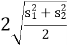 2√((s₁² + s₂²)/2)